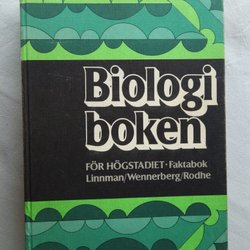 Biologi
boken
FÖR HÖGSTADIET · Faktabok
Linnman/Wennerberg/Rodhe